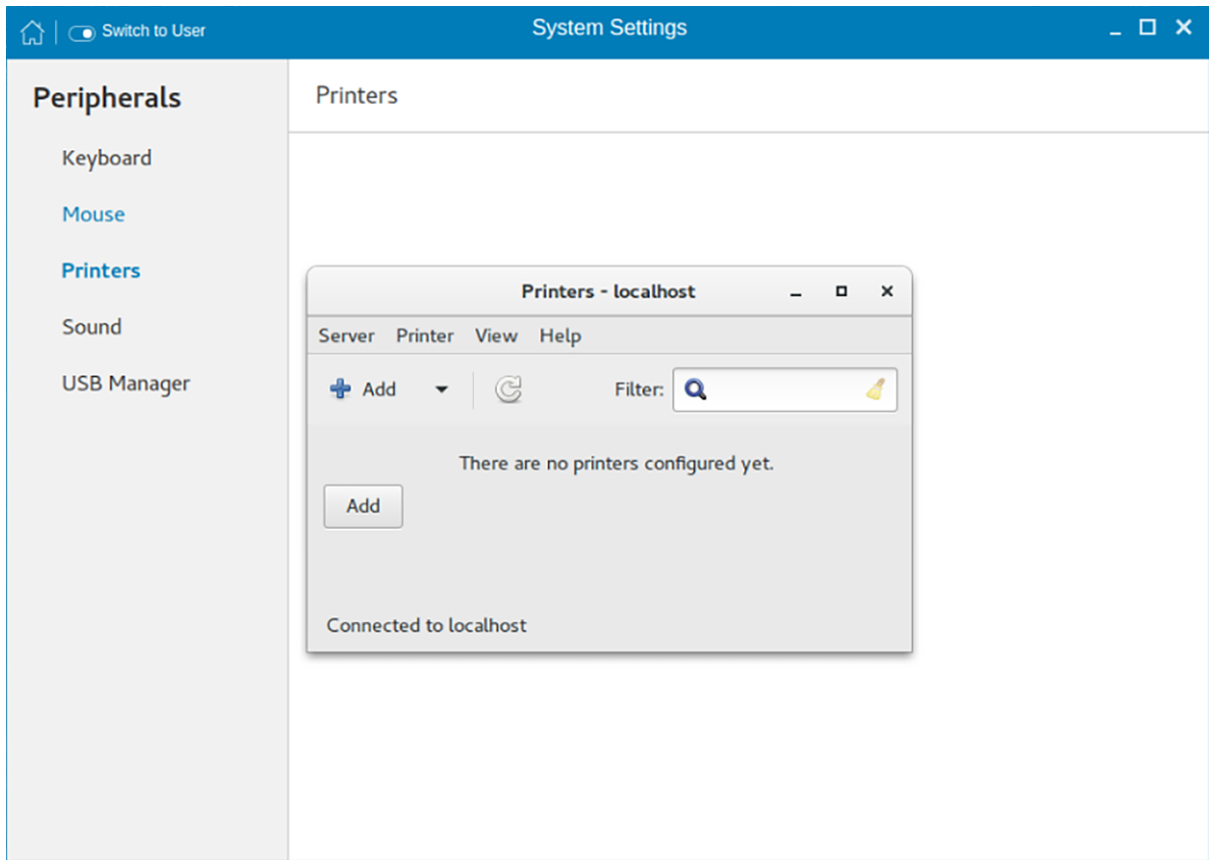 Switch to User
System Settings
Peripherals
Keyboard
Mouse
Printers
Sound
USB Manager
Printers
Printers - localhost
Server Printer View Help
Add
Filter:
There are no printers configured yet.
Add
Connected to localhost